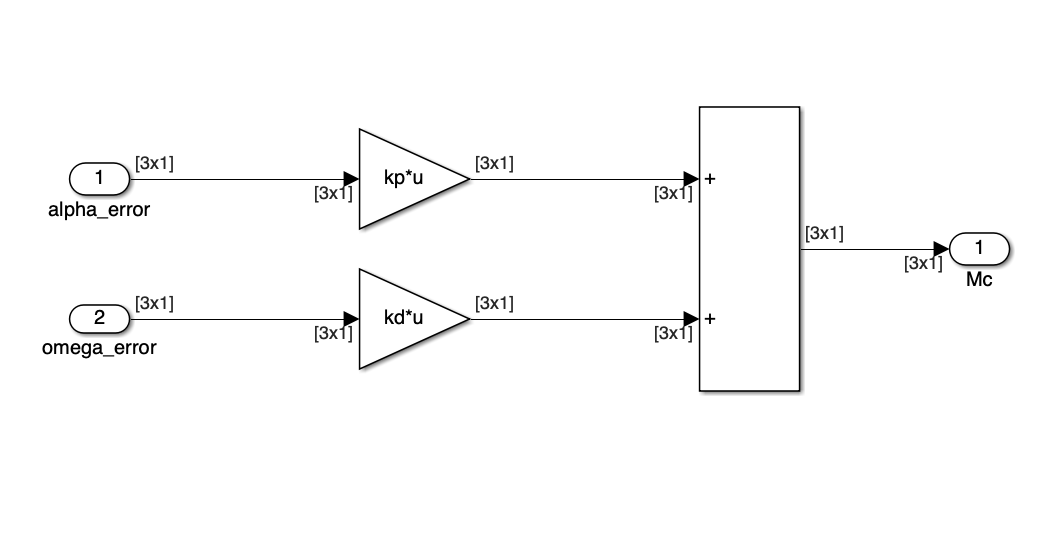 [3x1]
1
alpha_error
[3x1]
kp*u
[3x1]
[3x1]
+
[3x1]
2
omega_error
[3x1]
kd*u
[3x1]
[3x1]
+
[3x1]
[3x1]
1
Mc